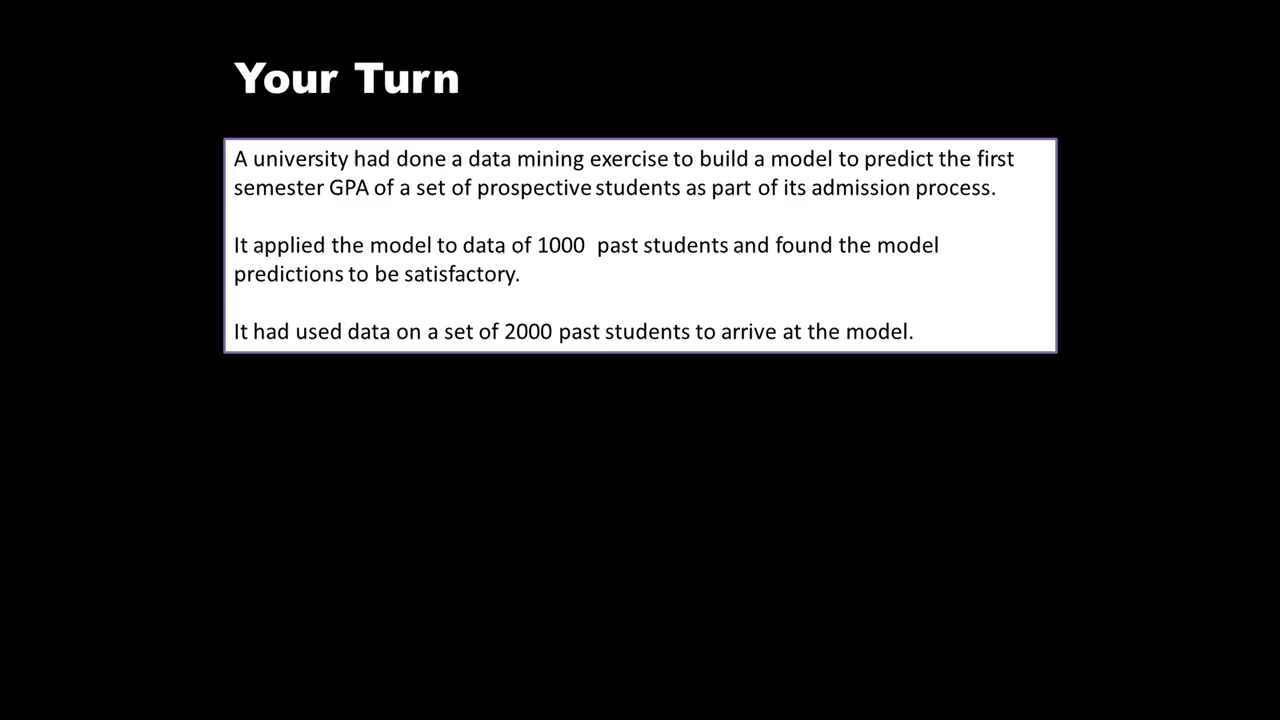 Your Turn
A university had done a data mining exercise to build a model to predict the first
semester GPA of a set of prospective students as part of its admission process.
It applied the model to data of 1000 past students and found the model
predictions to be satisfactory.
It had used data on a set of 2000 past students to arrive at the model.